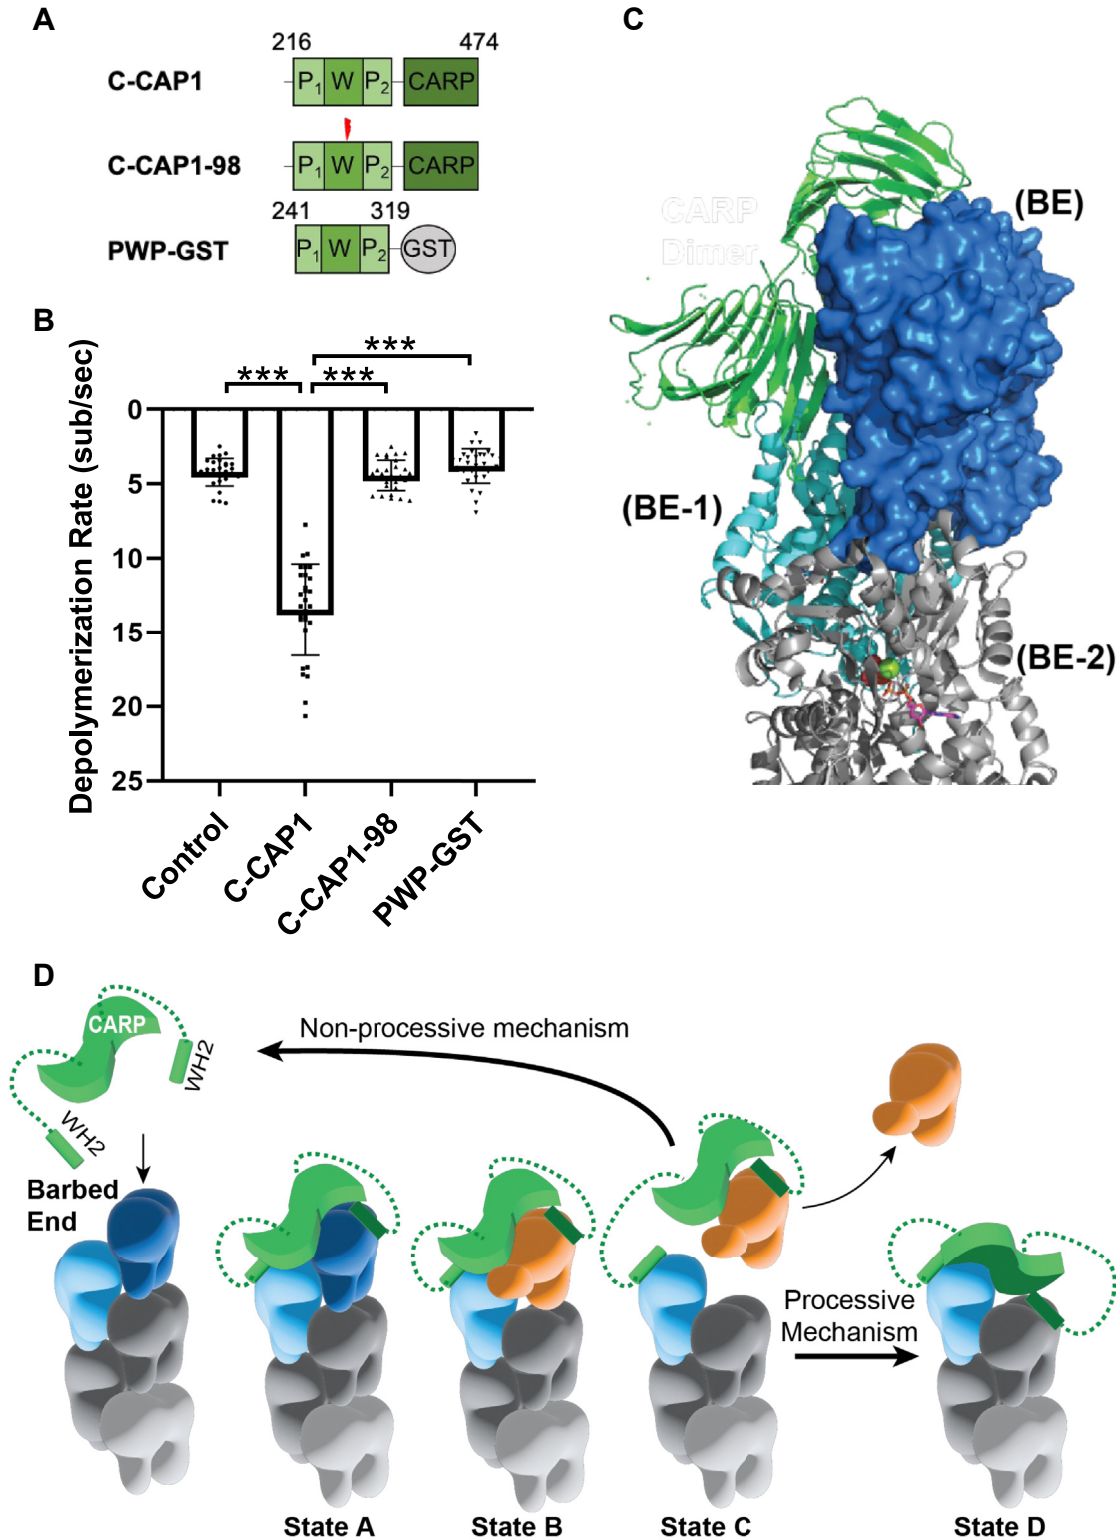 A
216 474
C-CAP1
P1 W P2 CARP
C-CAP1-98
P1 W P2 CARP
241 319
PWP-GST
P1 W P2 GST
B
***
*** ***
Depolymerization Rate (sub/sec)
0
5
10
15
20
25
Control
C-CAP1
C-CAP1-98
PWP-GST
C
CARP
Dimer
(BE)
(BE-1)
(BE-2)
D
CARP
WH2
WH2
Non-processive mechanism
Barbed
End
Processive
Mechanism
State A
State B
State C
State D